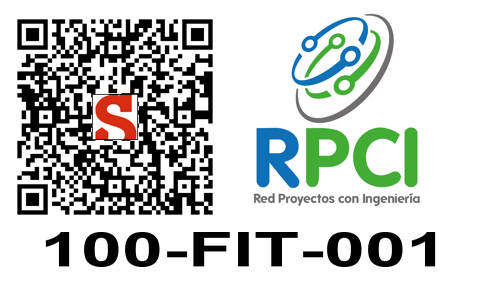 S
RPCI
Red Proyectos con Ingeniería
100-FIT-001